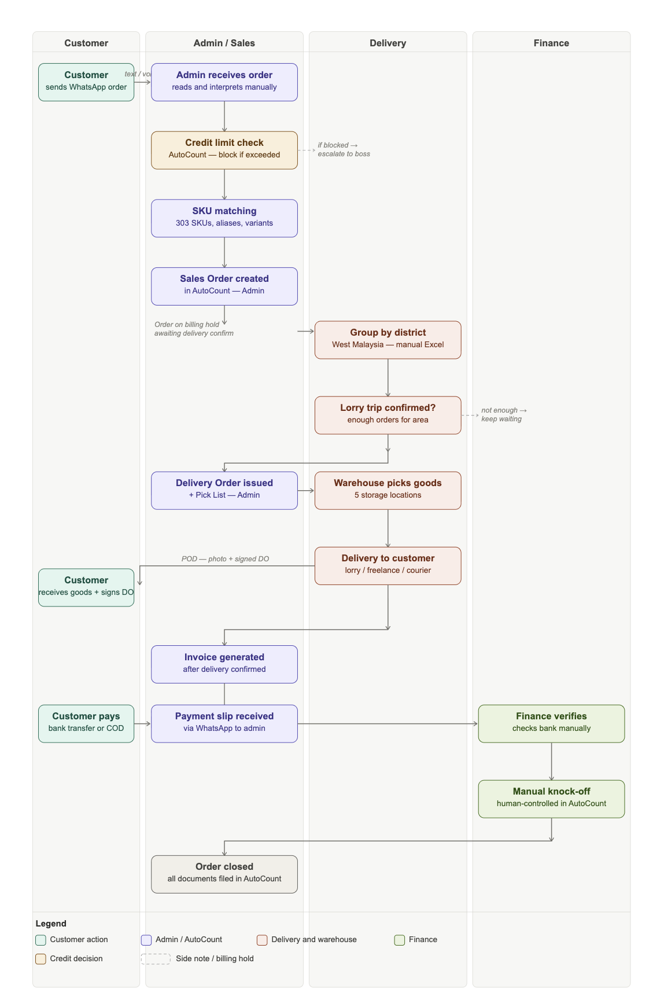 Customer
Admin / Sales
Delivery
Finance
Customer
sends WhatsApp order
text /
Admin receives order
reads and interprets manually
Credit limit check
AutoCount — block if exceeded
if blocked →
escalate to boss
SKU matching
303 SKUs, aliases, variants
Sales Order created
in AutoCount — Admin
Order on billing hold
awaiting delivery confirm
Group by district
West Malaysia — manual Excel
Lorry trip confirmed?
enough orders for area
not enough →
keep waiting
Delivery Order issued
+ Pick List — Admin
Warehouse picks goods
5 storage locations
Delivery to customer
lorry / freelance / courier
POD — photo + signed DO
Customer
receives goods + signs DO
Invoice generated
after delivery confirmed
Customer pays
bank transfer or COD
Payment slip received
via WhatsApp to admin
Finance verifies
checks bank manually
Manual knock-off
human-controlled in AutoCount
Order closed
all documents filed in AutoCount
Legend
Customer action
Admin / AutoCount
Delivery and warehouse
Finance
Credit decision
Side note / billing hold